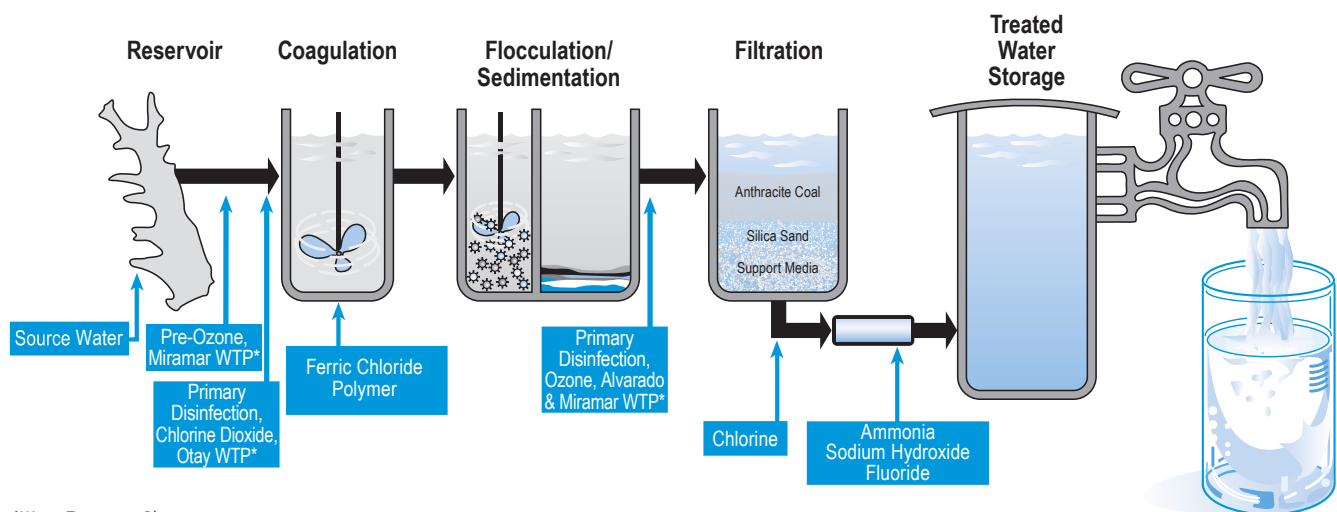 Reservoir
Coagulation
Flocculation/
Sedimentation
Filtration
Treated
Water
Storage
Anthracite Coal
Silica Sand
Support Media
Source Water
Pre-Ozone,
Miramar WTP*
Primary
Disinfection,
Chlorine Dioxide,
Otay WTP*
Ferric Chloride
Polymer
Primary
Disinfection,
Ozone, Alvarado
& Miramar WTP*
Chlorine
Ammonia
Sodium Hydroxide
Fluoride